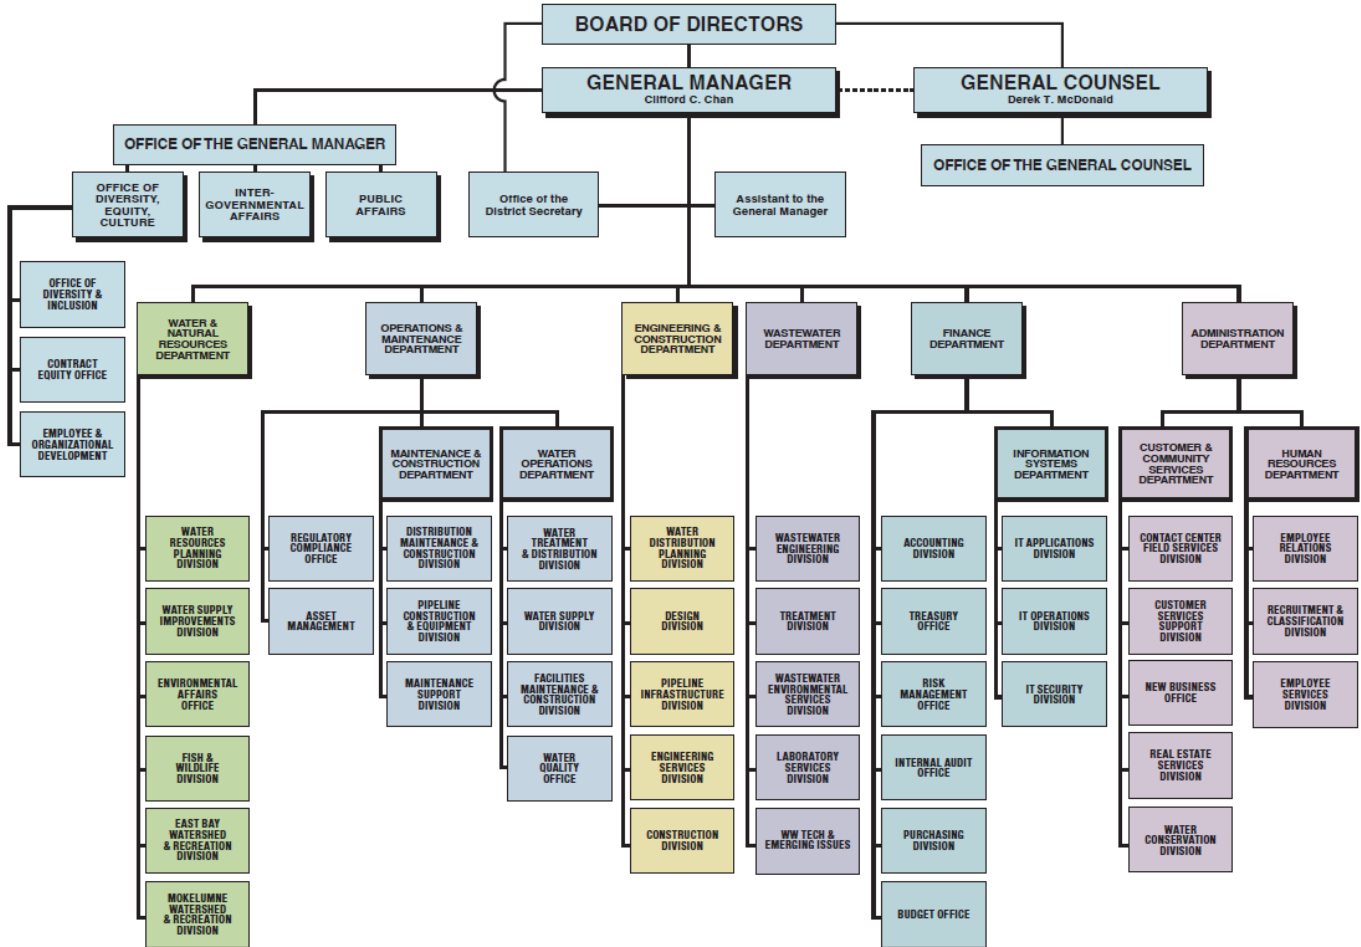 BOARD OF DIRECTORS
GENERAL MANAGER
Clifford C. Chan
GENERAL COUNSEL
Derek T. McDonald
OFFICE OF THE GENERAL MANAGER
OFFICE OF THE GENERAL COUNSEL
OFFICE OF
DIVERSITY,
EQUITY,
CULTURE
INTER-
GOVERNMENTAL
AFFAIRS
PUBLIC
AFFAIRS
Office of the
District Secretary
Assistant to the
General Manager
OFFICE OF
DIVERSITY &
INCLUSION
CONTRACT
EQUITY OFFICE
EMPLOYEE &
ORGANIZATIONAL
DEVELOPMENT
WATER &
NATURAL
RESOURCES
DEPARTMENT
WATER
RESOURCES
PLANNING
DIVISION
WATER SUPPLY
IMPROVEMENTS
DIVISION
ENVIRONMENTAL
AFFAIRS
OFFICE
FISH &
WILDLIFE
DIVISION
EAST BAY
WATERSHED
& RECREATION
DIVISION
MOKELUMNE
WATERSHED
& RECREATION
DIVISION
OPERATIONS &
MAINTENANCE
DEPARTMENT
REGULATORY
COMPLIANCE
OFFICE
ASSET
MANAGEMENT
MAINTENANCE &
CONSTRUCTION
DEPARTMENT
DISTRIBUTION
MAINTENANCE &
CONSTRUCTION
DIVISION
PIPELINE
CONSTRUCTION
& EQUIPMENT
DIVISION
MAINTENANCE
SUPPORT
DIVISION
WATER
OPERATIONS
DEPARTMENT
WATER
TREATMENT
& DISTRIBUTION
DIVISION
WATER SUPPLY
DIVISION
FACILITIES
MAINTENANCE &
CONSTRUCTION
DIVISION
WATER
QUALITY
OFFICE
ENGINEERING &
CONSTRUCTION
DEPARTMENT
WATER
DISTRIBUTION
PLANNING
DIVISION
DESIGN
DIVISION
PIPELINE
INFRASTRUCTURE
DIVISION
ENGINEERING
SERVICES
DIVISION
CONSTRUCTION
DIVISION
WASTEWATER
DEPARTMENT
WASTEWATER
ENGINEERING
DIVISION
TREATMENT
DIVISION
WASTEWATER
ENVIRONMENTAL
SERVICES
DIVISION
LABORATORY
SERVICES
DIVISION
WW TECH &
EMERGING ISSUES
FINANCE
DEPARTMENT
ACCOUNTING
DIVISION
TREASURY
OFFICE
RISK
MANAGEMENT
OFFICE
INTERNAL AUDIT
OFFICE
PURCHASING
DIVISION
BUDGET OFFICE
INFORMATION
SYSTEMS
DEPARTMENT
IT APPLICATIONS
DIVISION
IT OPERATIONS
DIVISION
IT SECURITY
DIVISION
ADMINISTRATION
DEPARTMENT
CUSTOMER &
COMMUNITY
SERVICES
DEPARTMENT
CONTACT CENTER
FIELD SERVICES
DIVISION
CUSTOMER
SERVICES
SUPPORT
DIVISION
NEW BUSINESS
OFFICE
REAL ESTATE
SERVICES
DIVISION
WATER
CONSERVATION
DIVISION
HUMAN
RESOURCES
DEPARTMENT
EMPLOYEE
RELATIONS
DIVISION
RECRUITMENT &
CLASSIFICATION
DIVISION
EMPLOYEE
SERVICES
DIVISION